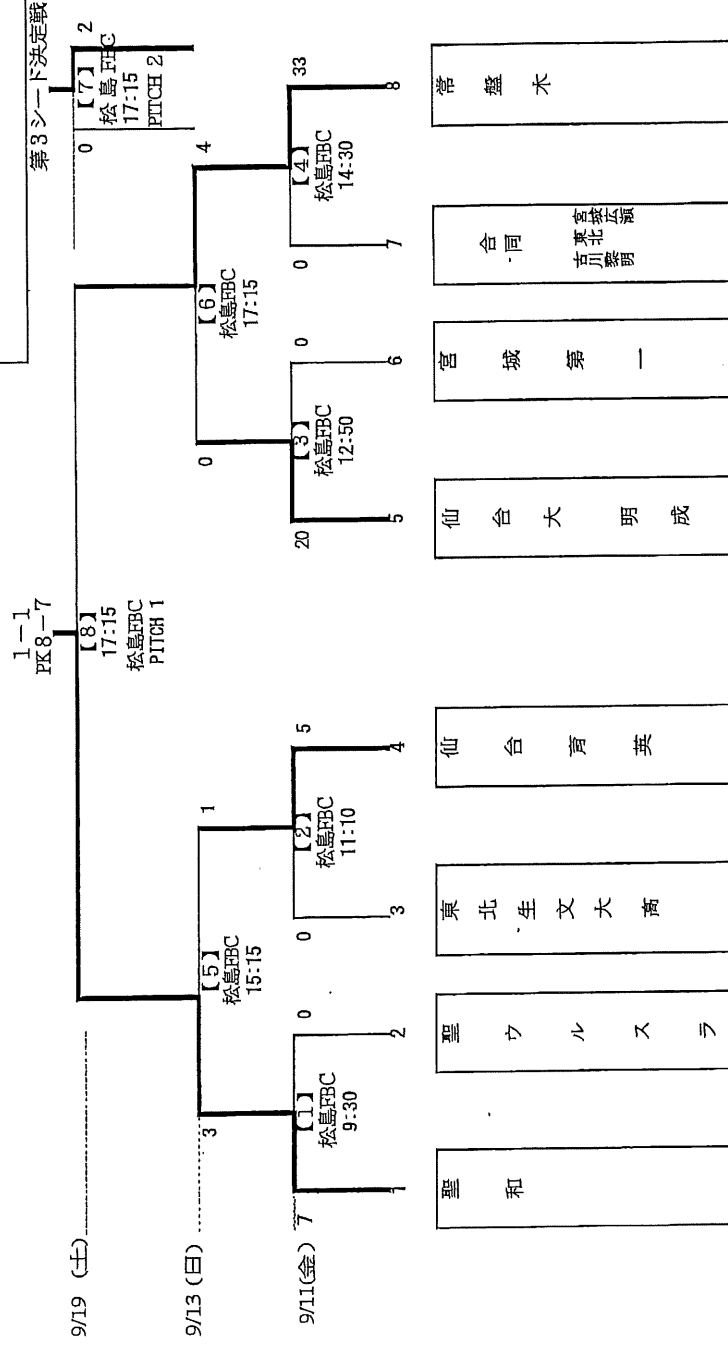 第3シード決定戦
2
【7】
松島FBC
17:15
PITCH 2
0
1－1
PK8－7
【8】
17:15
松島FBC
PITCH 1
9/19 (土)
4
【6】
松島FBC
17:15
0
1
【5】
松島FBC
15:15
3
9/13 (日)
33
【4】
松島FBC
14:30
0
0
【3】
松島FBC
12:50
20
5
【2】
松島FBC
11:10
0
0
【1】
松島FBC
9:30
7
9/11(金)
1
2
3
4
5
6
7
8
聖和
聖ウルスラ
東北生文大高
仙台育英
仙台大明成
宮城第一
合同
古川黎明
東北
宮城広瀬
常盤木